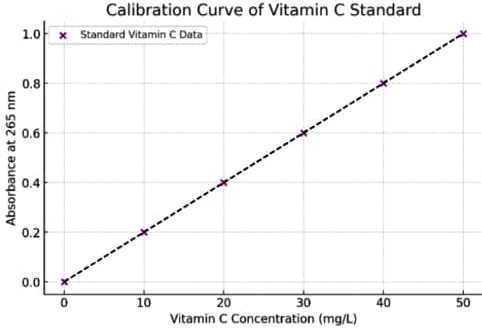 Calibration Curve of Vitamin C Standard
Standard Vitamin C Data
Absorbance at 265 nm
1.0
0.8
0.6
0.4
0.2
0.0
0 10 20 30 40 50
Vitamin C Concentration (mg/L)